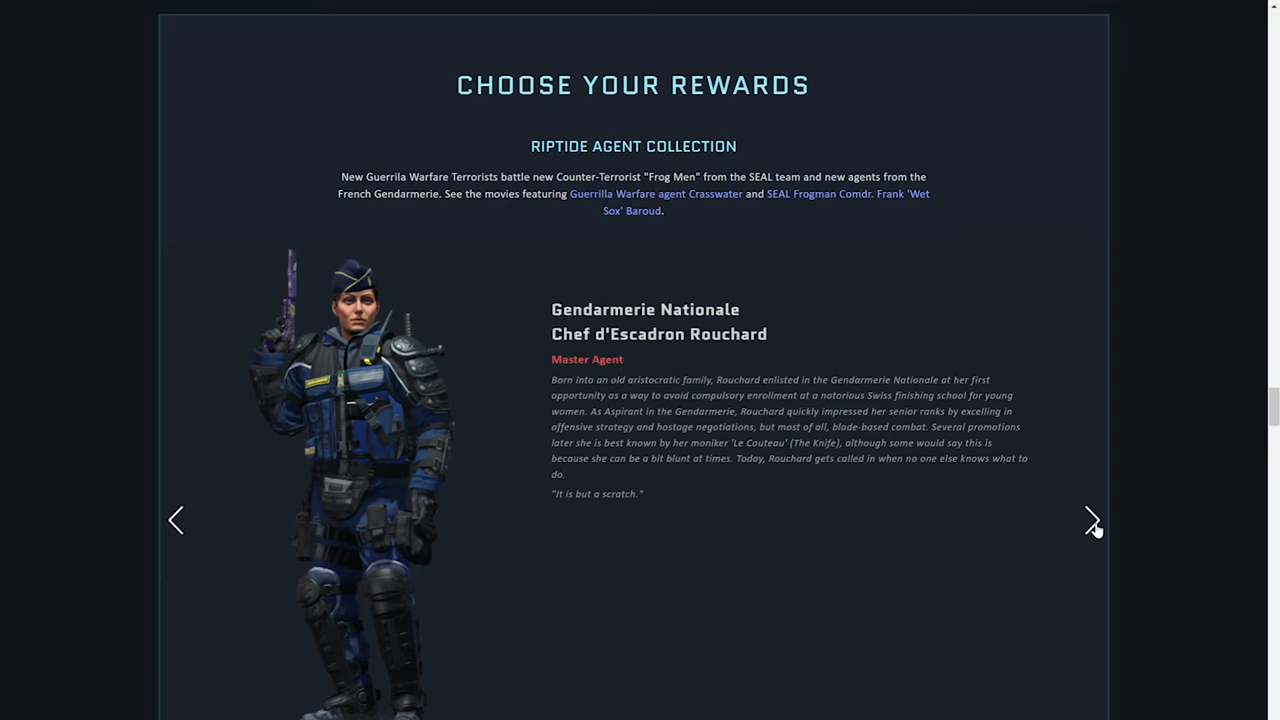 CHOOSE YOUR REWARDS
RIPTIDE AGENT COLLECTION
New Guerrila Warfare Terrorists battle new Counter-Terrorist "Frog Men" from the SEAL team and new agents from the
French Gendarmerie. See the movies featuring Guerrilla Warfare agent Crasswater and SEAL Frogman Comdr. Frank 'Wet
Sox' Baroud.
Gendarmerie Nationale
Chef d'Escadron Rouchard
Master Agent
Born into an old aristocratic family, Rouchard enlisted in the Gendarmerie Nationale at her first
opportunity as a way to avoid compulsory enrollment at a notorious Swiss finishing school for young
women. As Aspirant in the Gendarmerie, Rouchard quickly impressed her senior ranks by excelling in
offensive strategy and hostage negotiations, but most of all, blade-based combat. Several promotions
later she is best known by her moniker 'Le Couteau' (The Knife), although some would say this is
because she can be a bit blunt at times. Today, Rouchard gets called in when no one else knows what to
do.
"It is but a scratch."